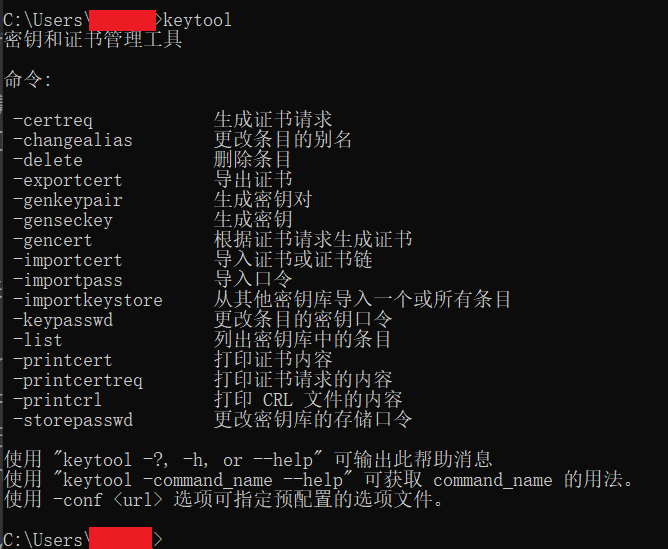 C:\Users\>keytool
密钥和证书管理工具
命令:
-certreq 生成证书请求
-changealias 更改条目的别名
-delete 删除条目
-exportcert 导出证书
-genkeypair 生成密钥对
-genseckey 生成密钥
-gencert 根据证书请求生成证书
-importcert 导入证书或证书链
-importpass 导入口令
-importkeystore 从其他密钥库导入一个或所有条目
-keypasswd 更改条目的密钥口令
-list 列出密钥库中的条目
-printcert 打印证书内容
-printcertreq 打印证书请求的内容
-printcrl 打印 CRL 文件的内容
-storepasswd 更改密钥库的存储口令
使用 "keytool -?, -h, or --help" 可输出此帮助消息
使用 "keytool -command_name --help" 可获取 command_name 的用法。
使用 -conf <url> 选项可指定预配置的选项文件。
C:\Users\>